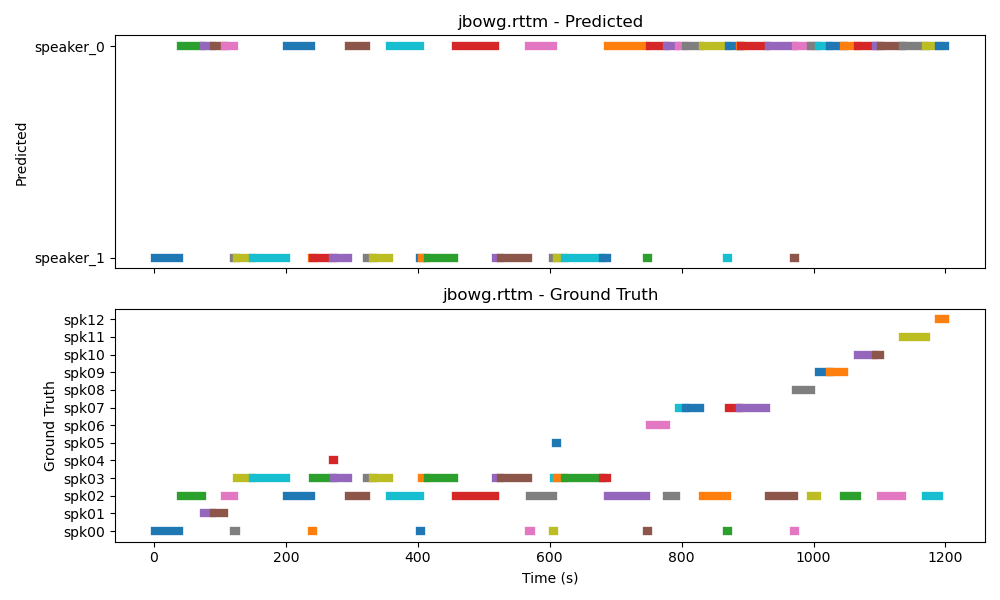 jbowg.rttm - Predicted
speaker_0
Predicted
speaker_1
jbowg.rttm - Ground Truth
spk12
spk11
spk10
spk09
spk08
spk07
spk06
Ground Truth
spk05
spk04
spk03
spk02
spk01
spk00
0 200 400 600 800 1000 1200
Time (s)